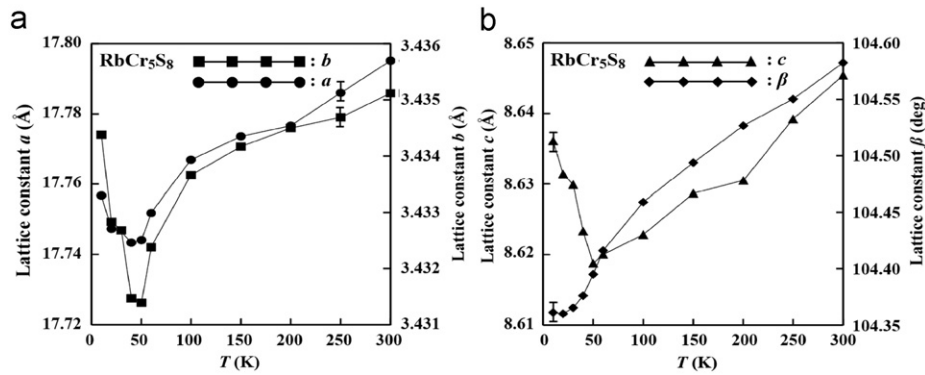 a
Lattice constant a (Å)
17.80
17.78
17.76
17.74
17.72
RbCr5S8
: b
: a
3.436
3.435
3.434
3.433
3.432
3.431
Lattice constant b (Å)
0 50 100 150 200 250 300
T (K)
b
Lattice constant c (Å)
8.65
8.64
8.63
8.62
8.61
RbCr5S8
: c
: β
104.60
104.55
104.50
104.45
104.40
104.35
Lattice constant β (deg)
0 50 100 150 200 250 300
T (K)